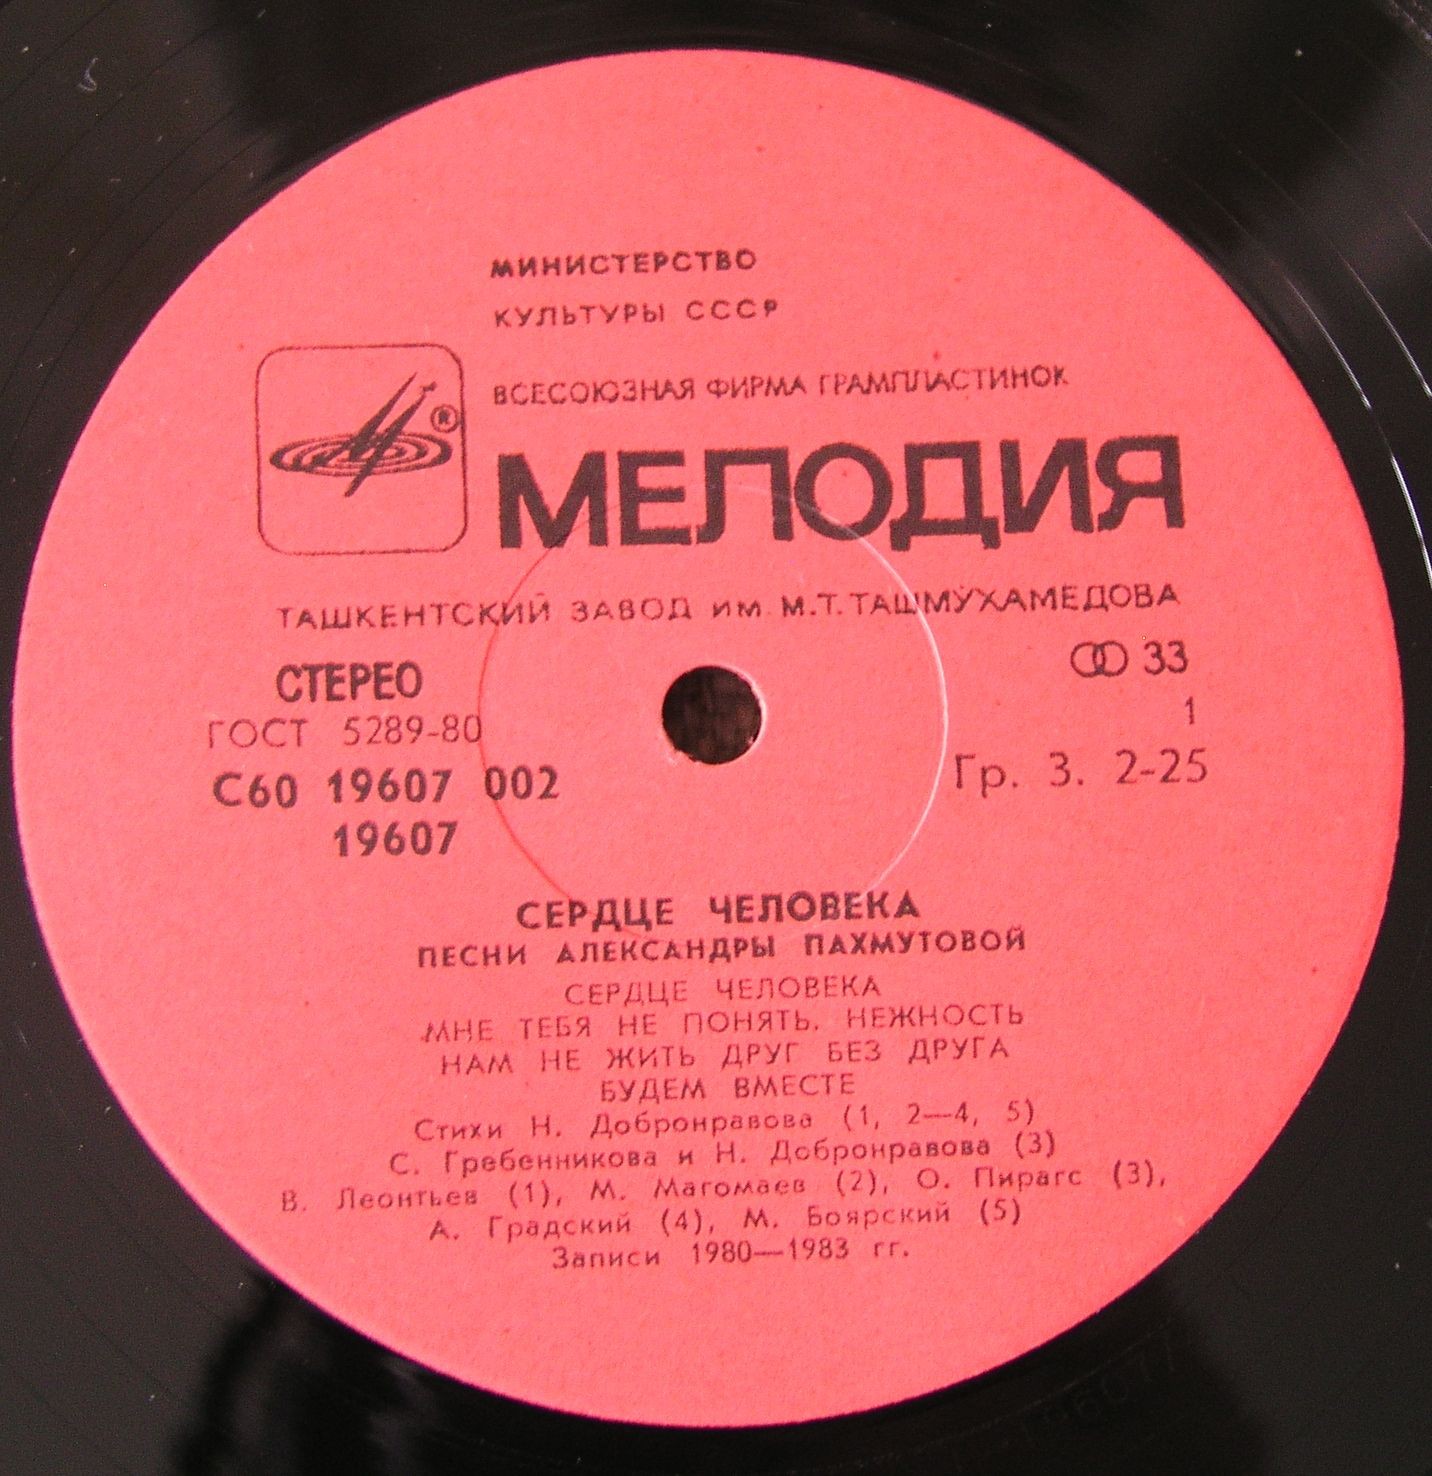 МИНИСТЕРСТВО
КУЛЬТУРЫ СССР
ВСЕСОЮЗНАЯ ФИРМА ГРАМПЛАСТИНОК
®
МЕЛОДИЯ
ТАШКЕНТСКИЙ ЗАВОД ИМ М.Т.ТАШМУХАМЕДОВА
СТЕРЕО
33
ГОСТ 5289-80
1
С60 19607 002
Гр. 3. 2-25
19607
СЕРДЦЕ ЧЕЛОВЕКА
ПЕСНИ АЛЕКСАНДРЫ ПАХМУТОВОЙ
СЕРДЦЕ ЧЕЛОВЕКА
МНЕ ТЕБЯ НЕ ПОНЯТЬ. НЕЖНОСТЬ
НАМ НЕ ЖИТЬ ДРУГ БЕЗ ДРУГА
БУДЕМ ВМЕСТЕ
Стихи Н. Добронравова (1, 2—4, 5)
С. Гребенникова и Н. Добронравова (3)
В. Леонтьев (1), М. Магомаев (2), О. Пирагс (3),
А. Градский (4), М. Боярский (5)
Записи 1980—1983 гг.